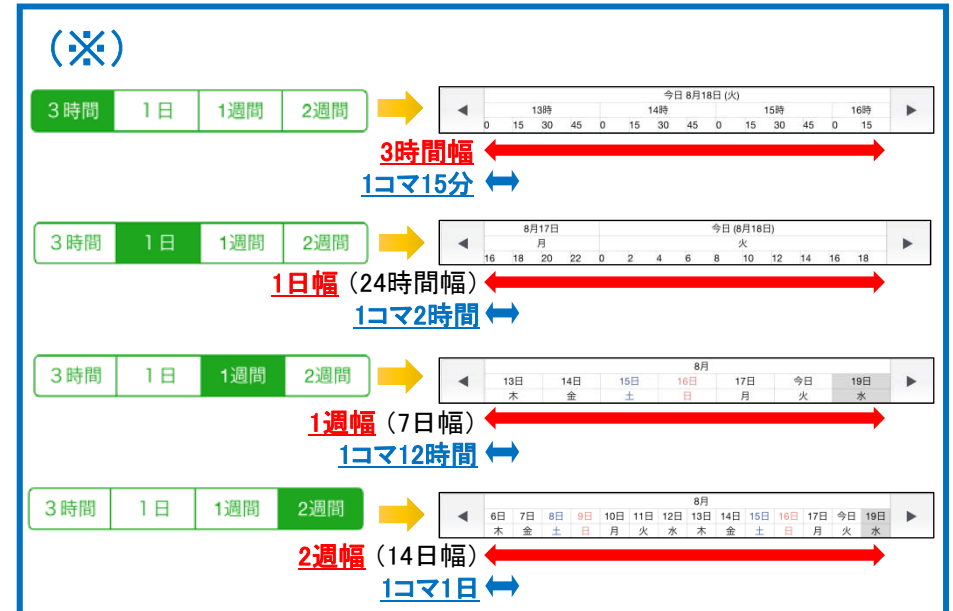 (※)
3時間 1日 1週間 2週間
今日 8月18日 (火)
◀ 13時 14時 15時 16時 ▶
0 15 30 45 0 15 30 45 0 15 30 45 0 15
3時間幅
1コマ15分
3時間 1日 1週間 2週間
8月17日 今日 (8月18日)
◀ 月 火 ▶
16 18 20 22 0 2 4 6 8 10 12 14 16 18
1日幅(24時間幅)
1コマ2時間
3時間 1日 1週間 2週間
8月
◀ 13日 14日 15日 16日 17日 今日 19日 ▶
木 金 土 日 月 火 水
1週幅(7日幅)
1コマ12時間
3時間 1日 1週間 2週間
8月
◀ 6日 7日 8日 9日 10日 11日 12日 13日 14日 15日 16日 17日 今日 19日 ▶
木 金 土 日 月 火 水 木 金 土 日 月 火 水
2週幅(14日幅)
1コマ1日